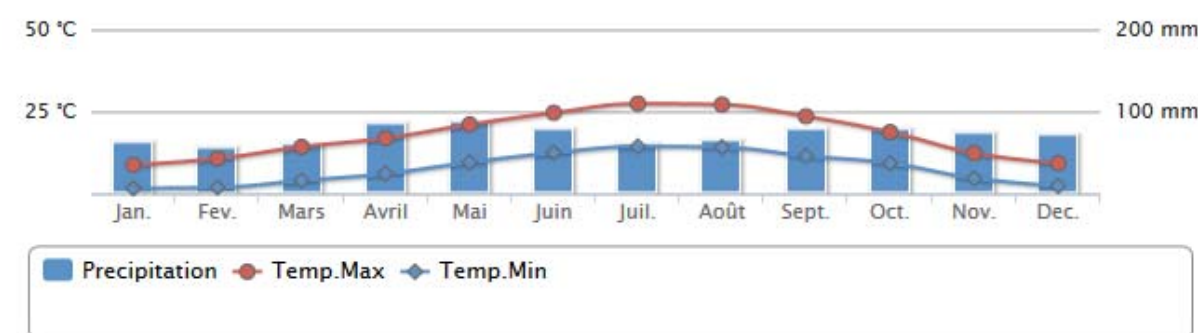 50 °C 200 mm
25 °C 100 mm
Jan. Fev. Mars Avril Mai Juin Juil. Août Sept. Oct. Nov. Dec.
Precipitation Temp.Max Temp.Min